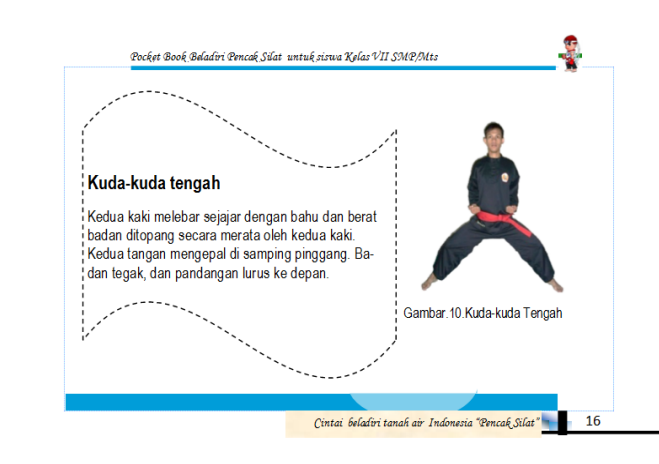 Pocket Book Beladiri Pencak Silat untuk siswa Kelas VII SMP/Mts
Kuda-kuda tengah
Kedua kaki melebar sejajar dengan bahu dan berat
badan ditopang secara merata oleh kedua kaki.
Kedua tangan mengepal di samping pinggang. Ba-
dan tegak, dan pandangan lurus ke depan.
Gambar.10.Kuda-kuda Tengah
Cintai beladiri tanah air Indonesia "Pencak Silat"
16